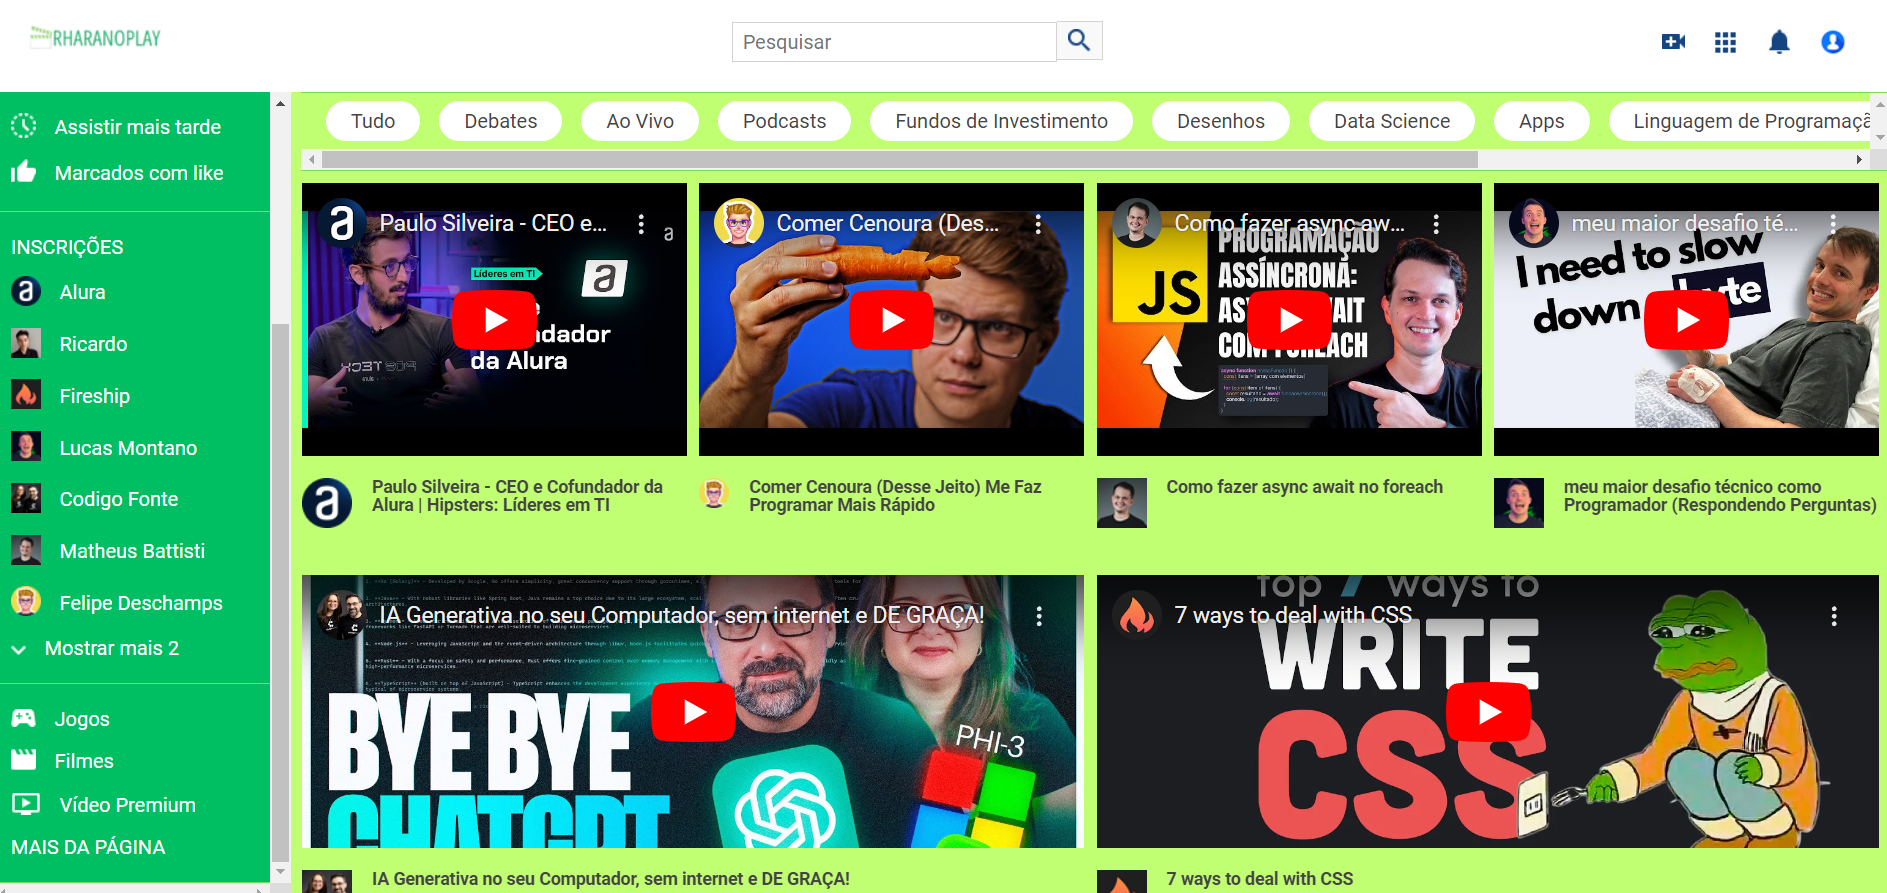 RHARANOPLAY
Pesquisar
Assistir mais tarde
Marcados com like
INSCRIÇÕES
Alura
Ricardo
Fireship
Lucas Montano
Codigo Fonte
Matheus Battisti
Felipe Deschamps
Mostrar mais 2
Jogos
Filmes
Vídeo Premium
MAIS DA PÁGINA
Tudo
Debates
Ao Vivo
Podcasts
Fundos de Investimento
Desenhos
Data Science
Apps
Linguagem de Programaçã
a
Paulo Silveira - CEO e...
a
Líderes em TI
a
e
ndador
da Alura
Comer Cenoura (Des...
Como fazer async aw...
PROGRAMAÇÃO
ASSÍNCRONA:
AS AIT
COM FOREACH
JS
meu maior desafio té...
I need to slow
down byte
a
Paulo Silveira - CEO e Cofundador da
Alura | Hipsters: Líderes em TI
Comer Cenoura (Desse Jeito) Me Faz
Programar Mais Rápido
Como fazer async await no foreach
meu maior desafio técnico como
Programador (Respondendo Perguntas)
IA Generativa no seu Computador, sem internet e DE GRAÇA!
BYE BYE
CHATGPT
PHI-3
7 ways to deal with CSS
top 7 ways to
WRITE
CSS
IA Generativa no seu Computador, sem internet e DE GRAÇA!
7 ways to deal with CSS